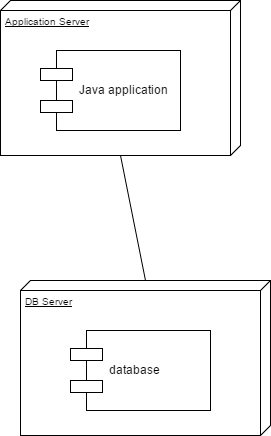 Application Server
Java application
DB Server
database